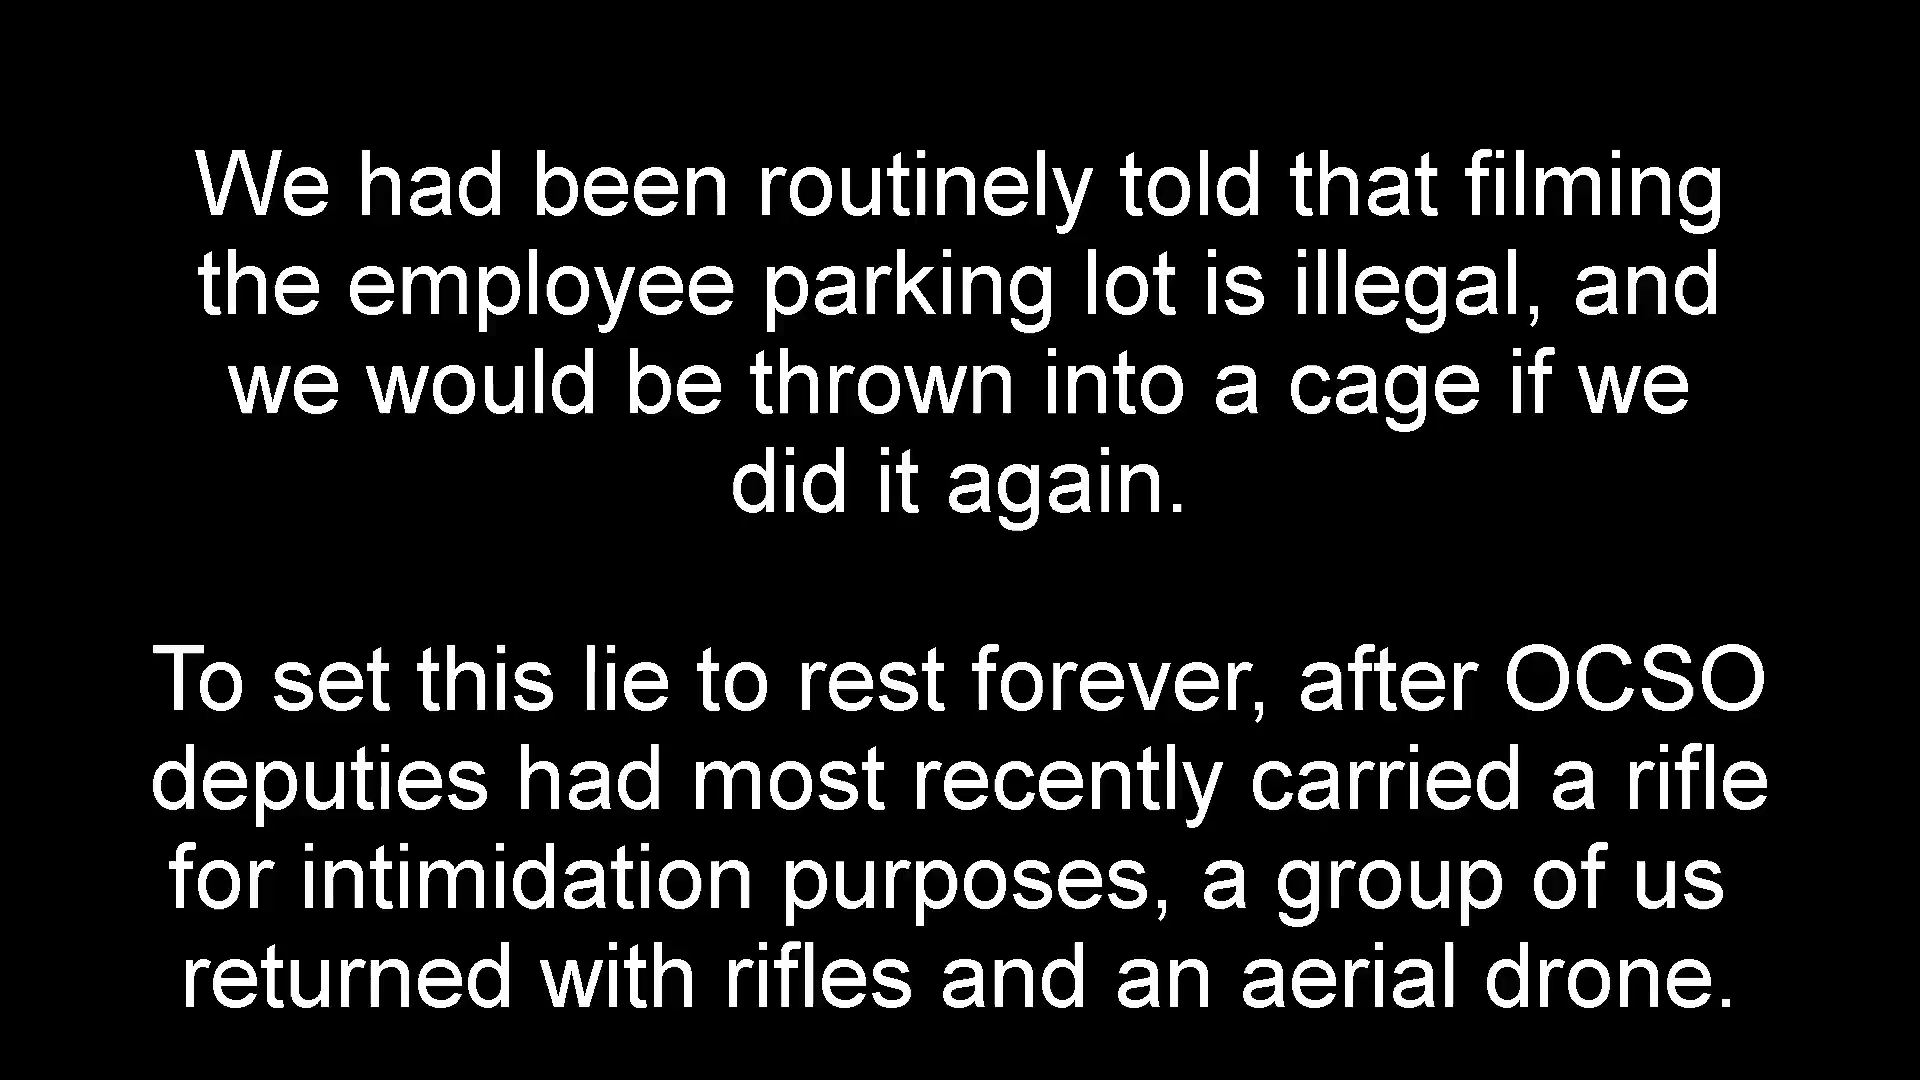 We had been routinely told that filming
the employee parking lot is illegal, and
we would be thrown into a cage if we
did it again.
To set this lie to rest forever, after OCSO
deputies had most recently carried a rifle
for intimidation purposes, a group of us
returned with rifles and an aerial drone.